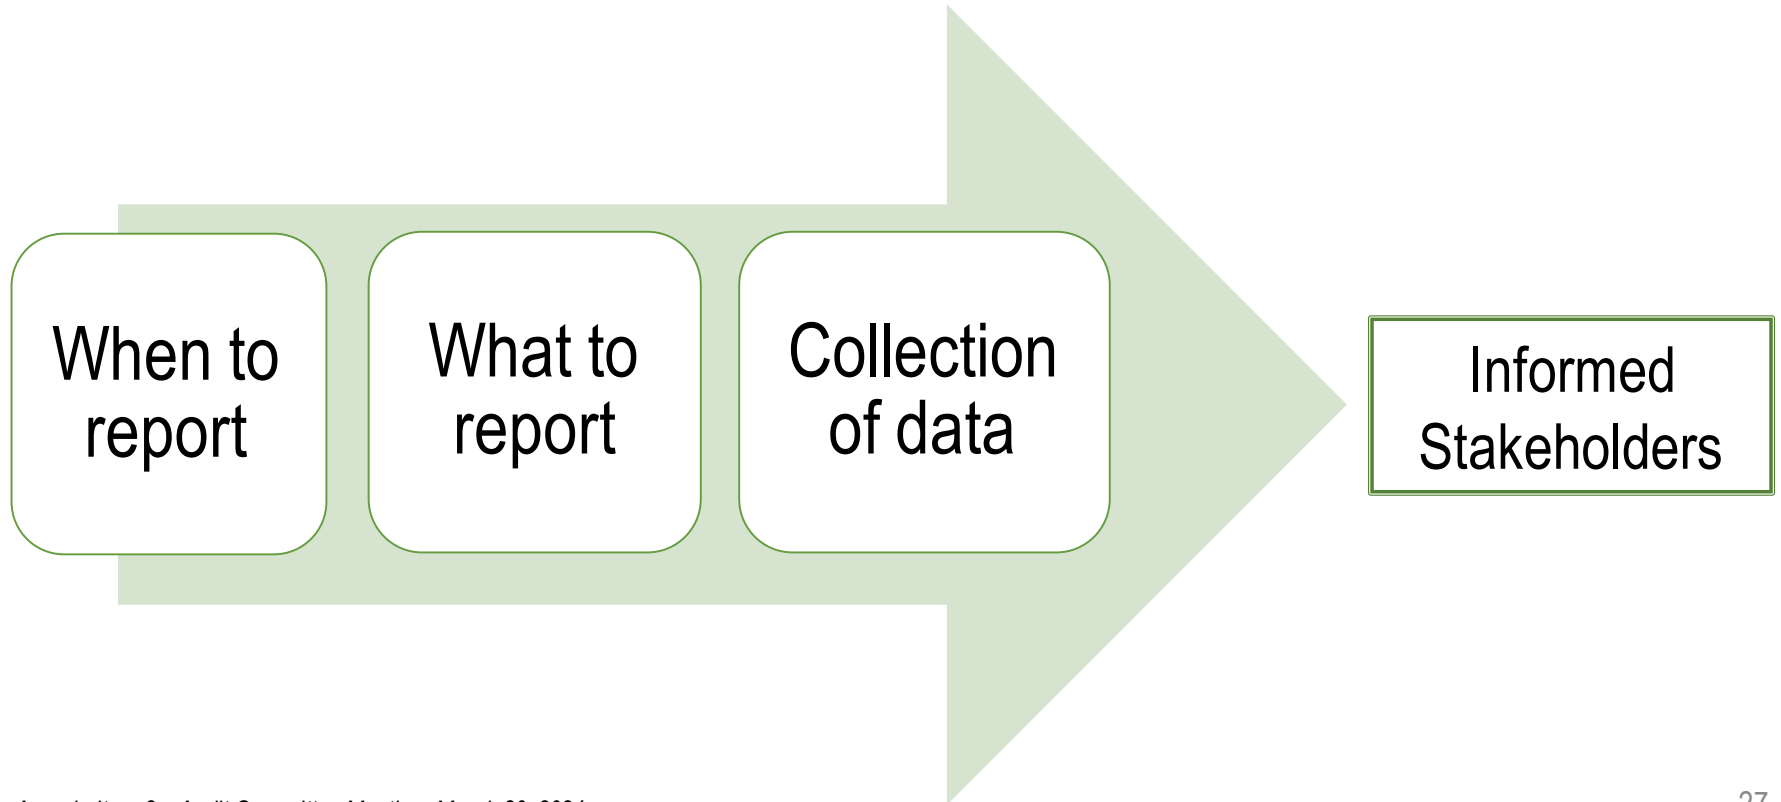 When to
report
What to
report
Collection
of data
Informed
Stakeholders